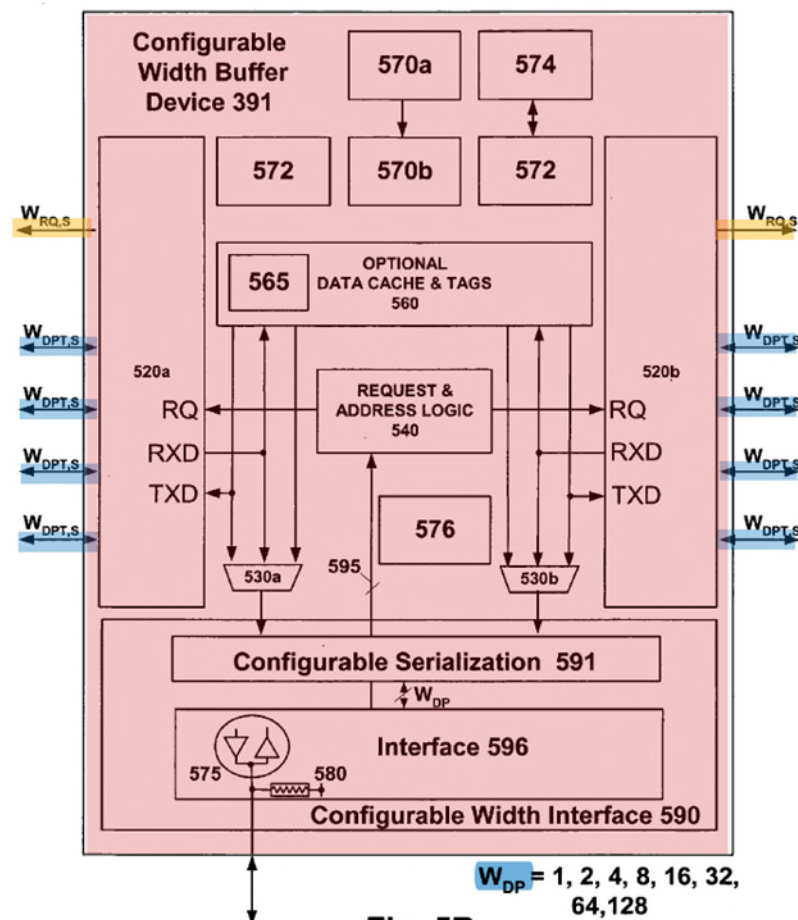 Configurable
Width Buffer
Device 391
570a
574
572
570b
572
W_RQ,S
W_RQ,S
565
OPTIONAL
DATA CACHE & TAGS
560
W_DPT,S
W_DPT,S
520a
520b
REQUEST &
ADDRESS LOGIC
540
W_DPT,S
W_DPT,S
RQ
RQ
RXD
RXD
W_DPT,S
W_DPT,S
TXD
TXD
576
W_DPT,S
W_DPT,S
595
530a
530b
Configurable Serialization 591
W_DP
Interface 596
575
580
Configurable Width Interface 590
W_DP = 1, 2, 4, 8, 16, 32,
64,128